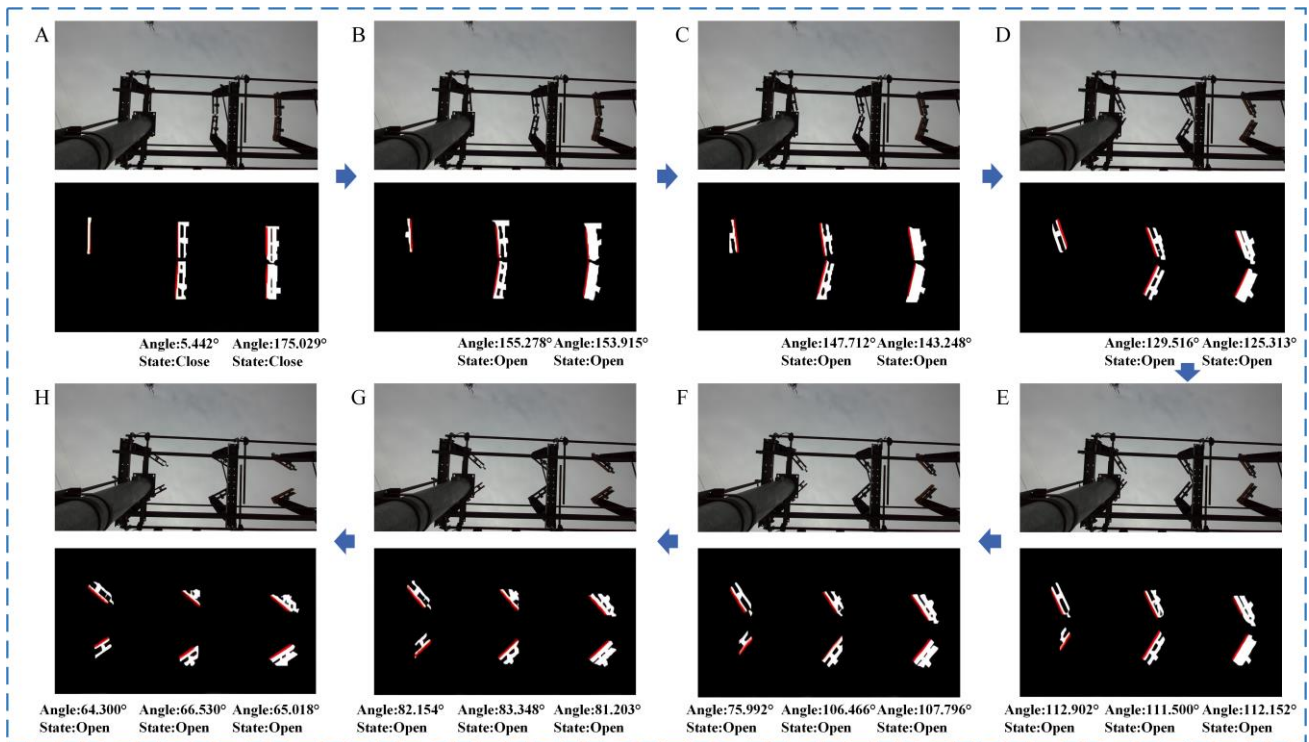 A
B
C
D
Angle:5.442° Angle:175.029°
State:Close State:Close
Angle:155.278° Angle:153.915°
State:Open State:Open
Angle:147.712° Angle:143.248°
State:Open State:Open
Angle:129.516° Angle:125.313°
State:Open State:Open
H
G
F
E
Angle:64.300° Angle:66.530° Angle:65.018°
State:Open State:Open State:Open
Angle:82.154° Angle:83.348° Angle:81.203°
State:Open State:Open State:Open
Angle:75.992° Angle:106.466° Angle:107.796°
State:Open State:Open State:Open
Angle:112.902° Angle:111.500° Angle:112.152°
State:Open State:Open State:Open